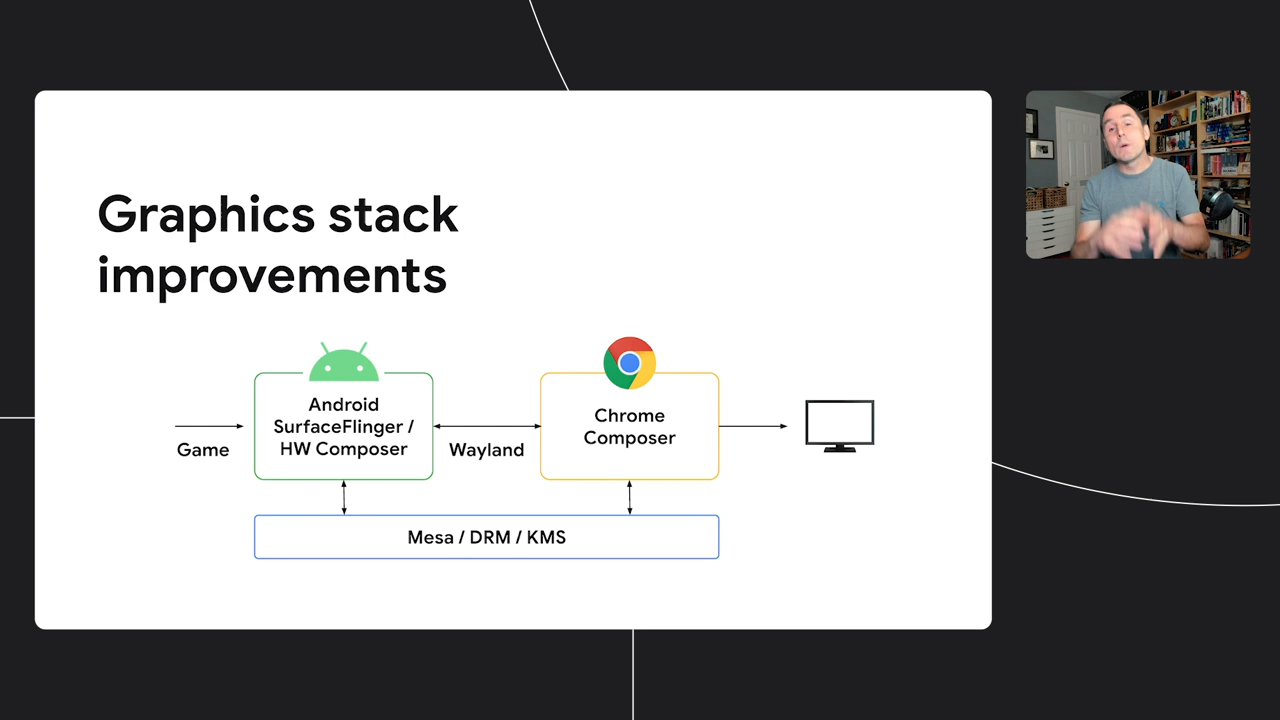 Graphics stack
improvements
Game
Android
SurfaceFlinger /
HW Composer
Wayland
Chrome
Composer
Mesa / DRM / KMS